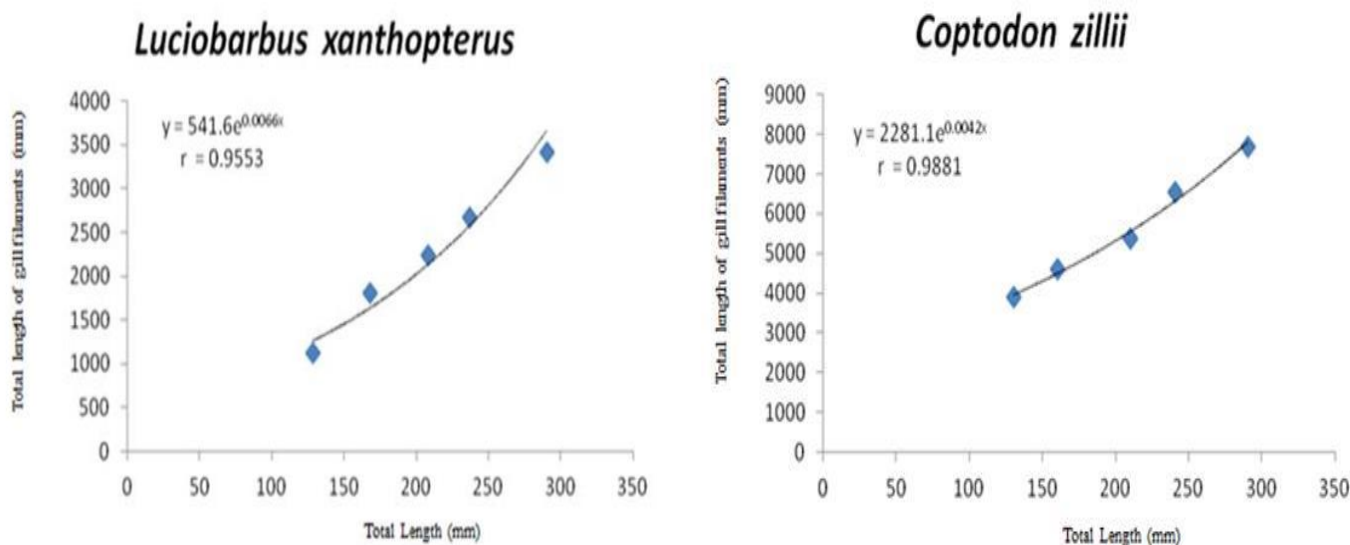 Luciobarbus xanthopterus
Total length of gill filaments (mm)
4000
3500
3000
2500
2000
1500
1000
500
0
y = 541.6e^0.0066x
r = 0.9553
0 50 100 150 200 250 300 350
Total Length (mm)
Coptodon zillii
Total length of gill filaments (mm)
9000
8000
7000
6000
5000
4000
3000
2000
1000
0
y = 2281.1e^0.0042x
r = 0.9881
0 50 100 150 200 250 300 350
Total Length (mm)